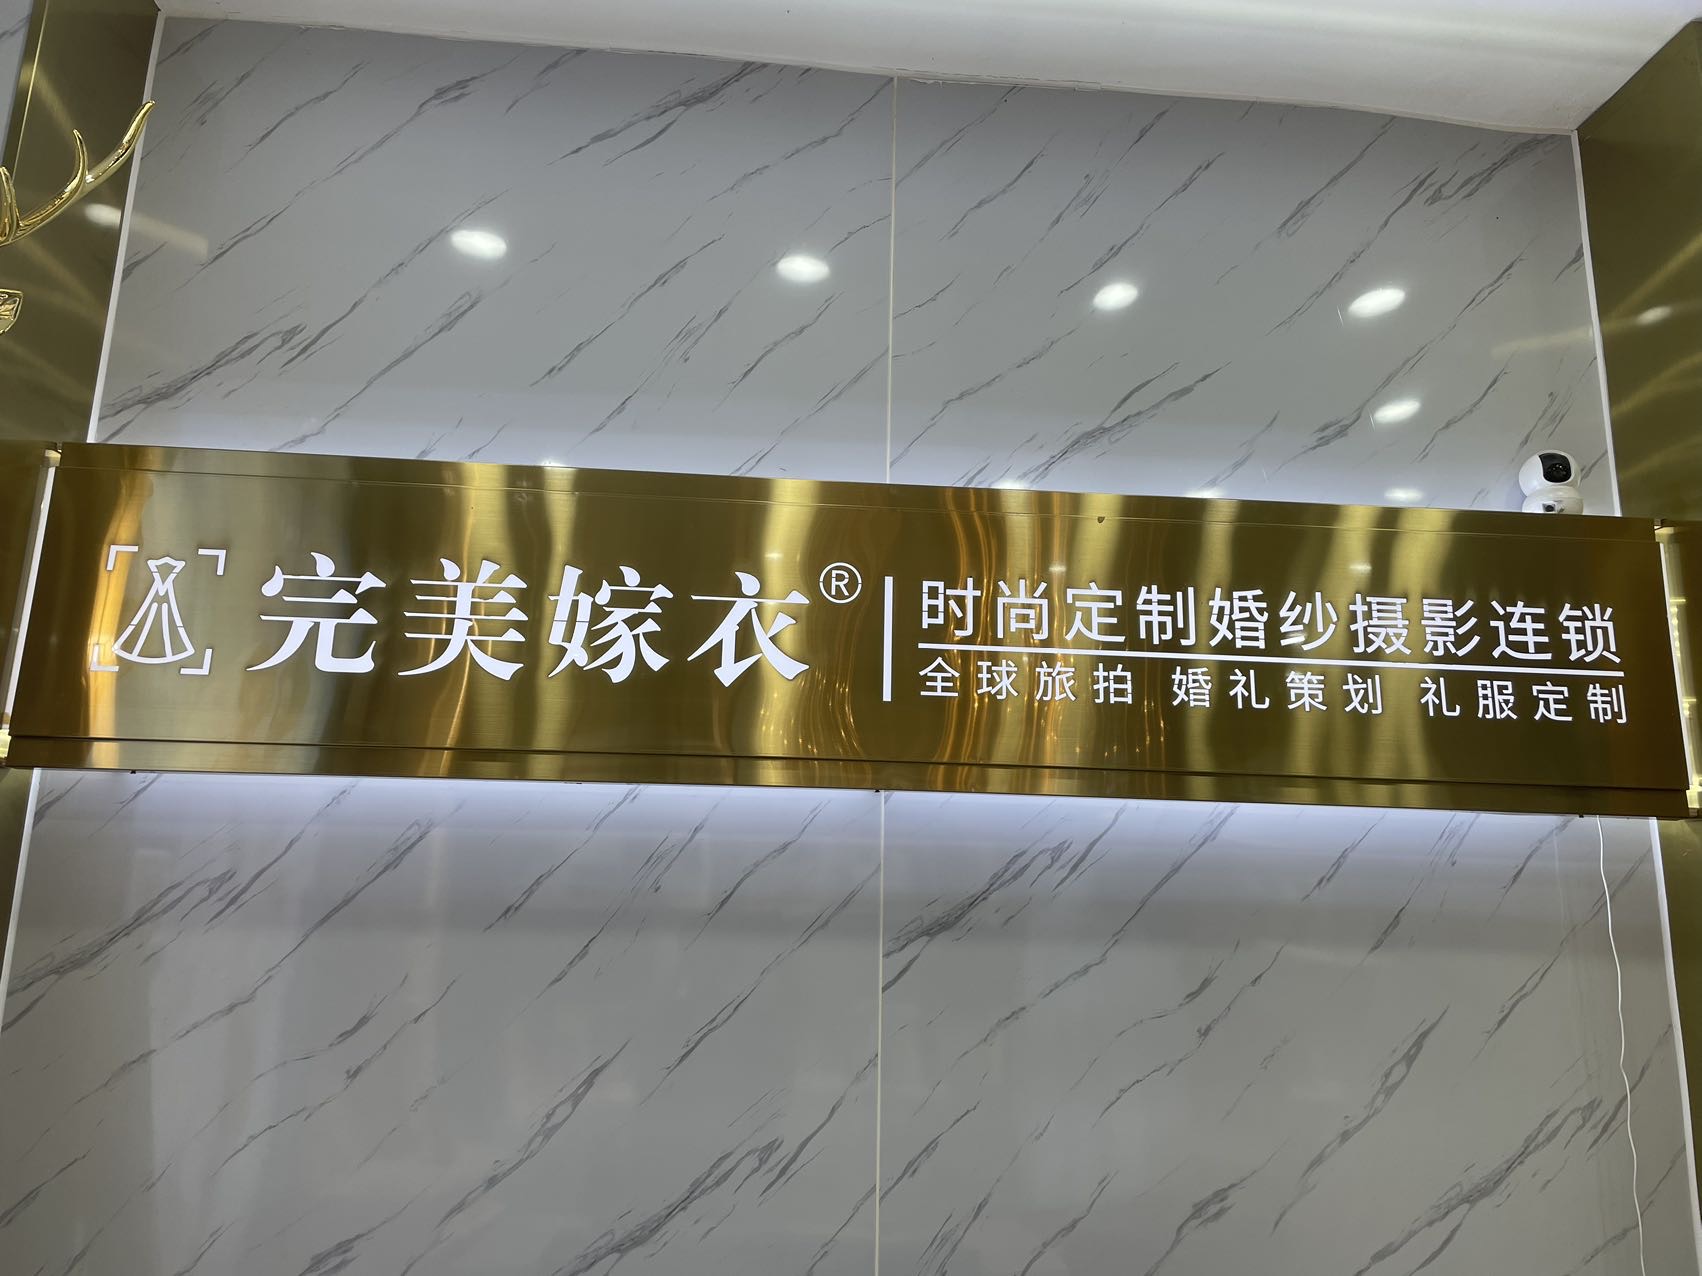 完美嫁衣®
时尚定制婚纱摄影连锁
全球旅拍 婚礼策划 礼服定制